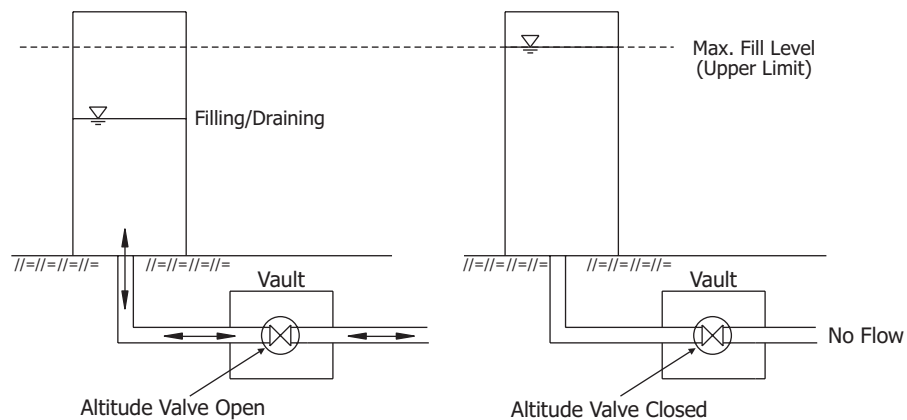 Max. Fill Level
(Upper Limit)
Filling/Draining
//=//=//=//=
//=//=//=//=
//=//=//=//=
//=//=//=//=
Vault
Vault
No Flow
Altitude Valve Open
Altitude Valve Closed